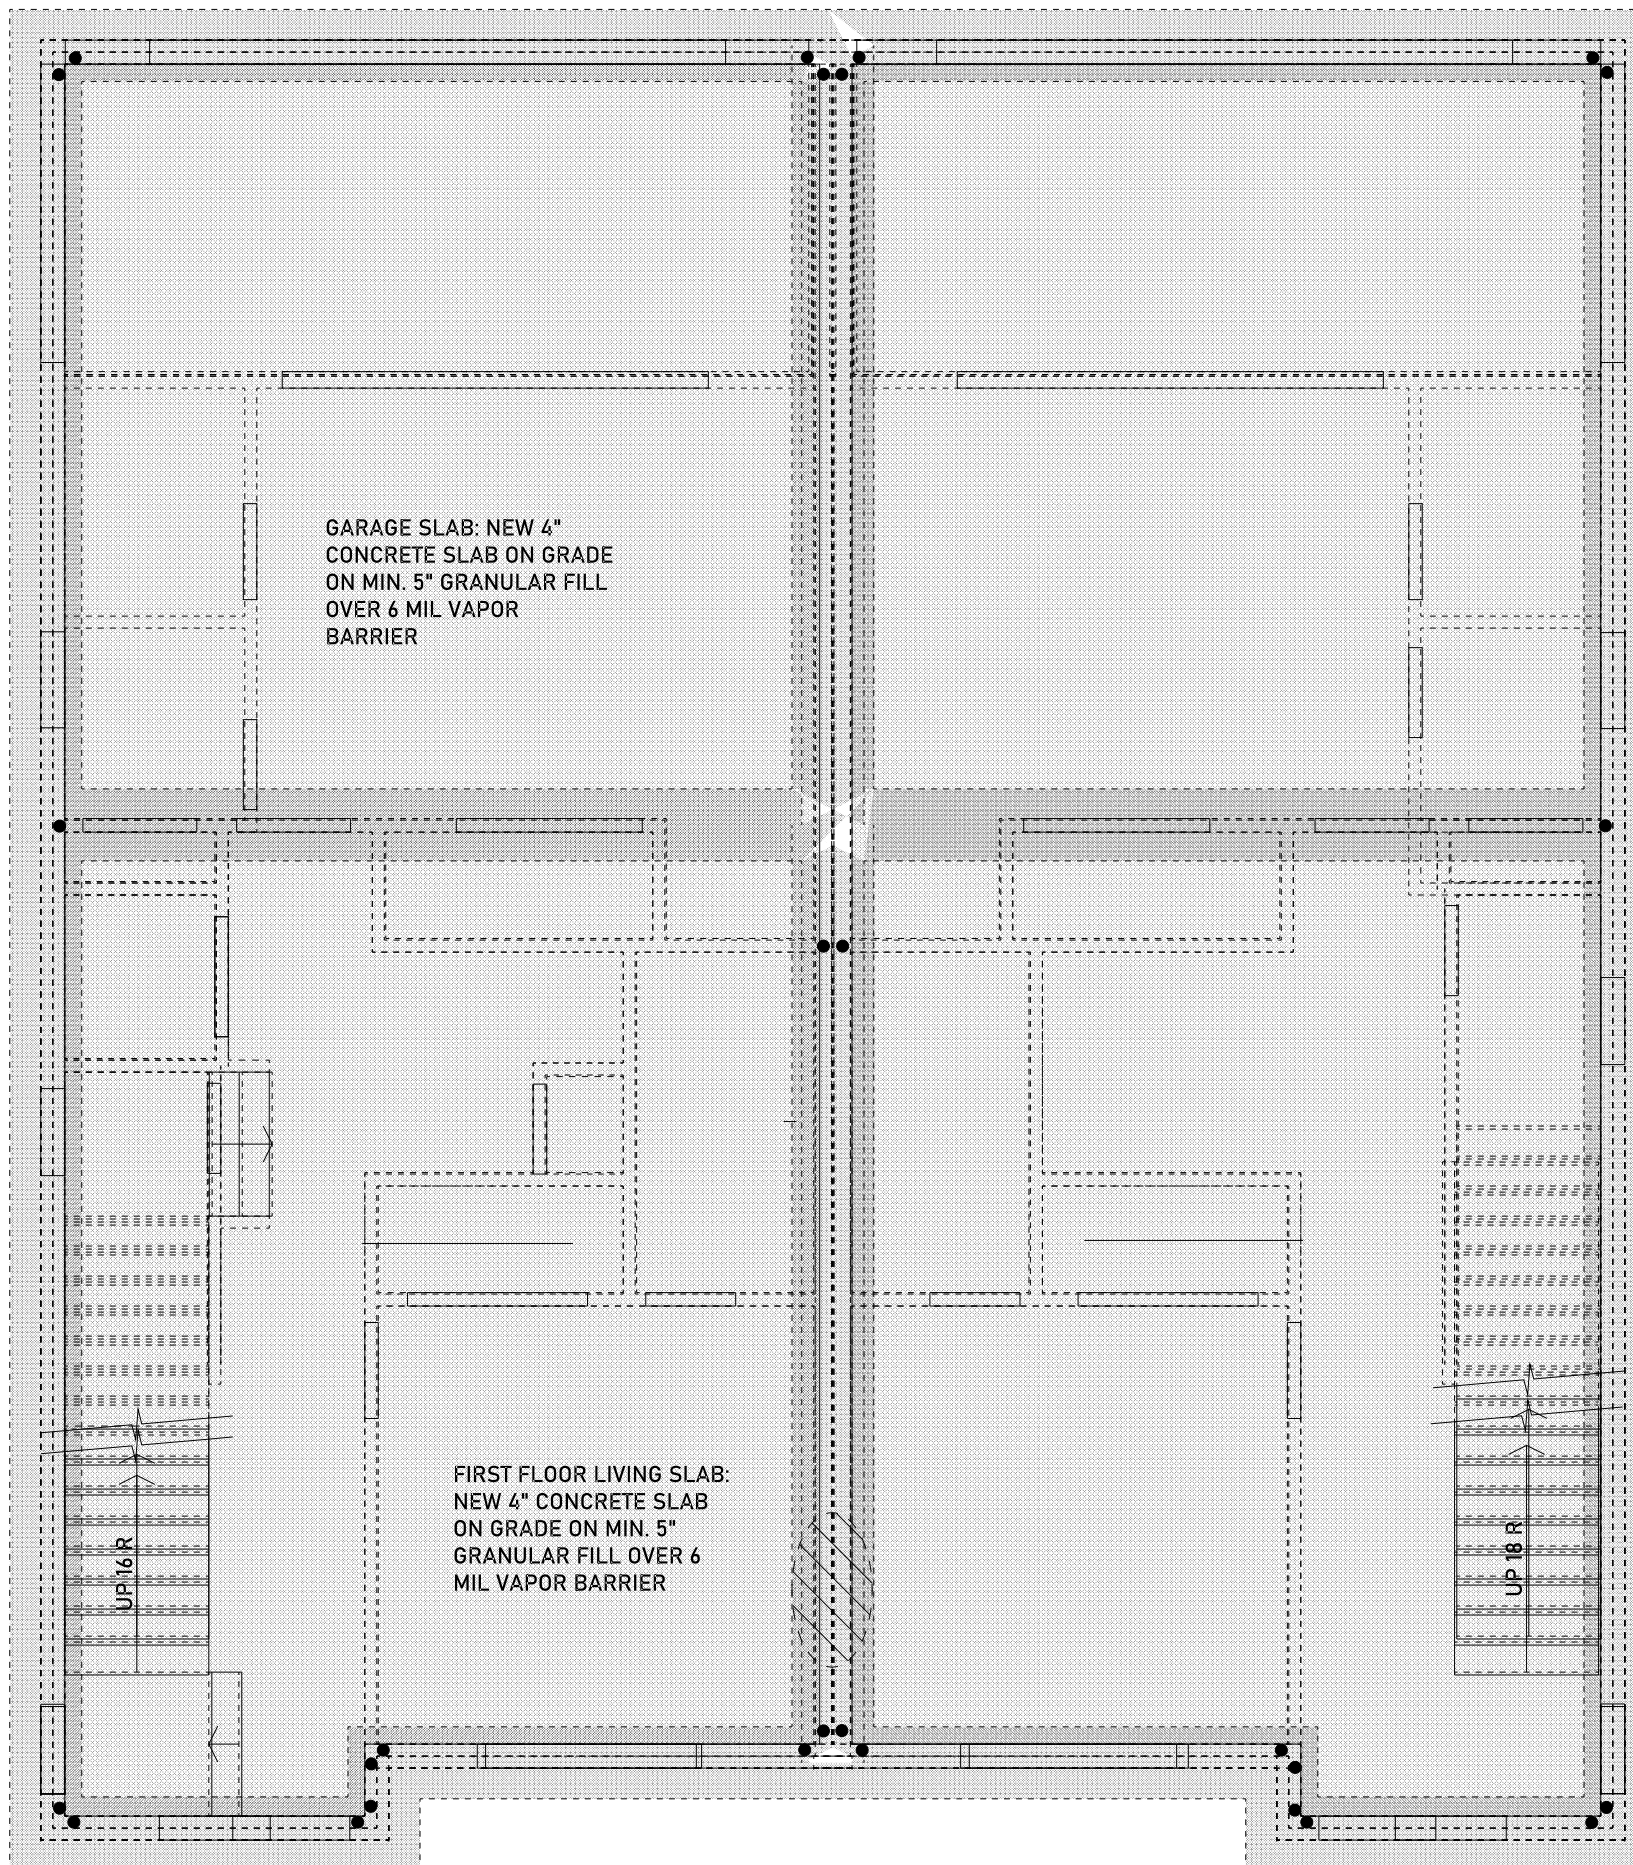 GARAGE SLAB: NEW 4"
CONCRETE SLAB ON GRADE
ON MIN. 5" GRANULAR FILL
OVER 6 MIL VAPOR
BARRIER
FIRST FLOOR LIVING SLAB:
NEW 4" CONCRETE SLAB
ON GRADE ON MIN. 5"
GRANULAR FILL OVER 6
MIL VAPOR BARRIER
UP 16 R
UP 18 R